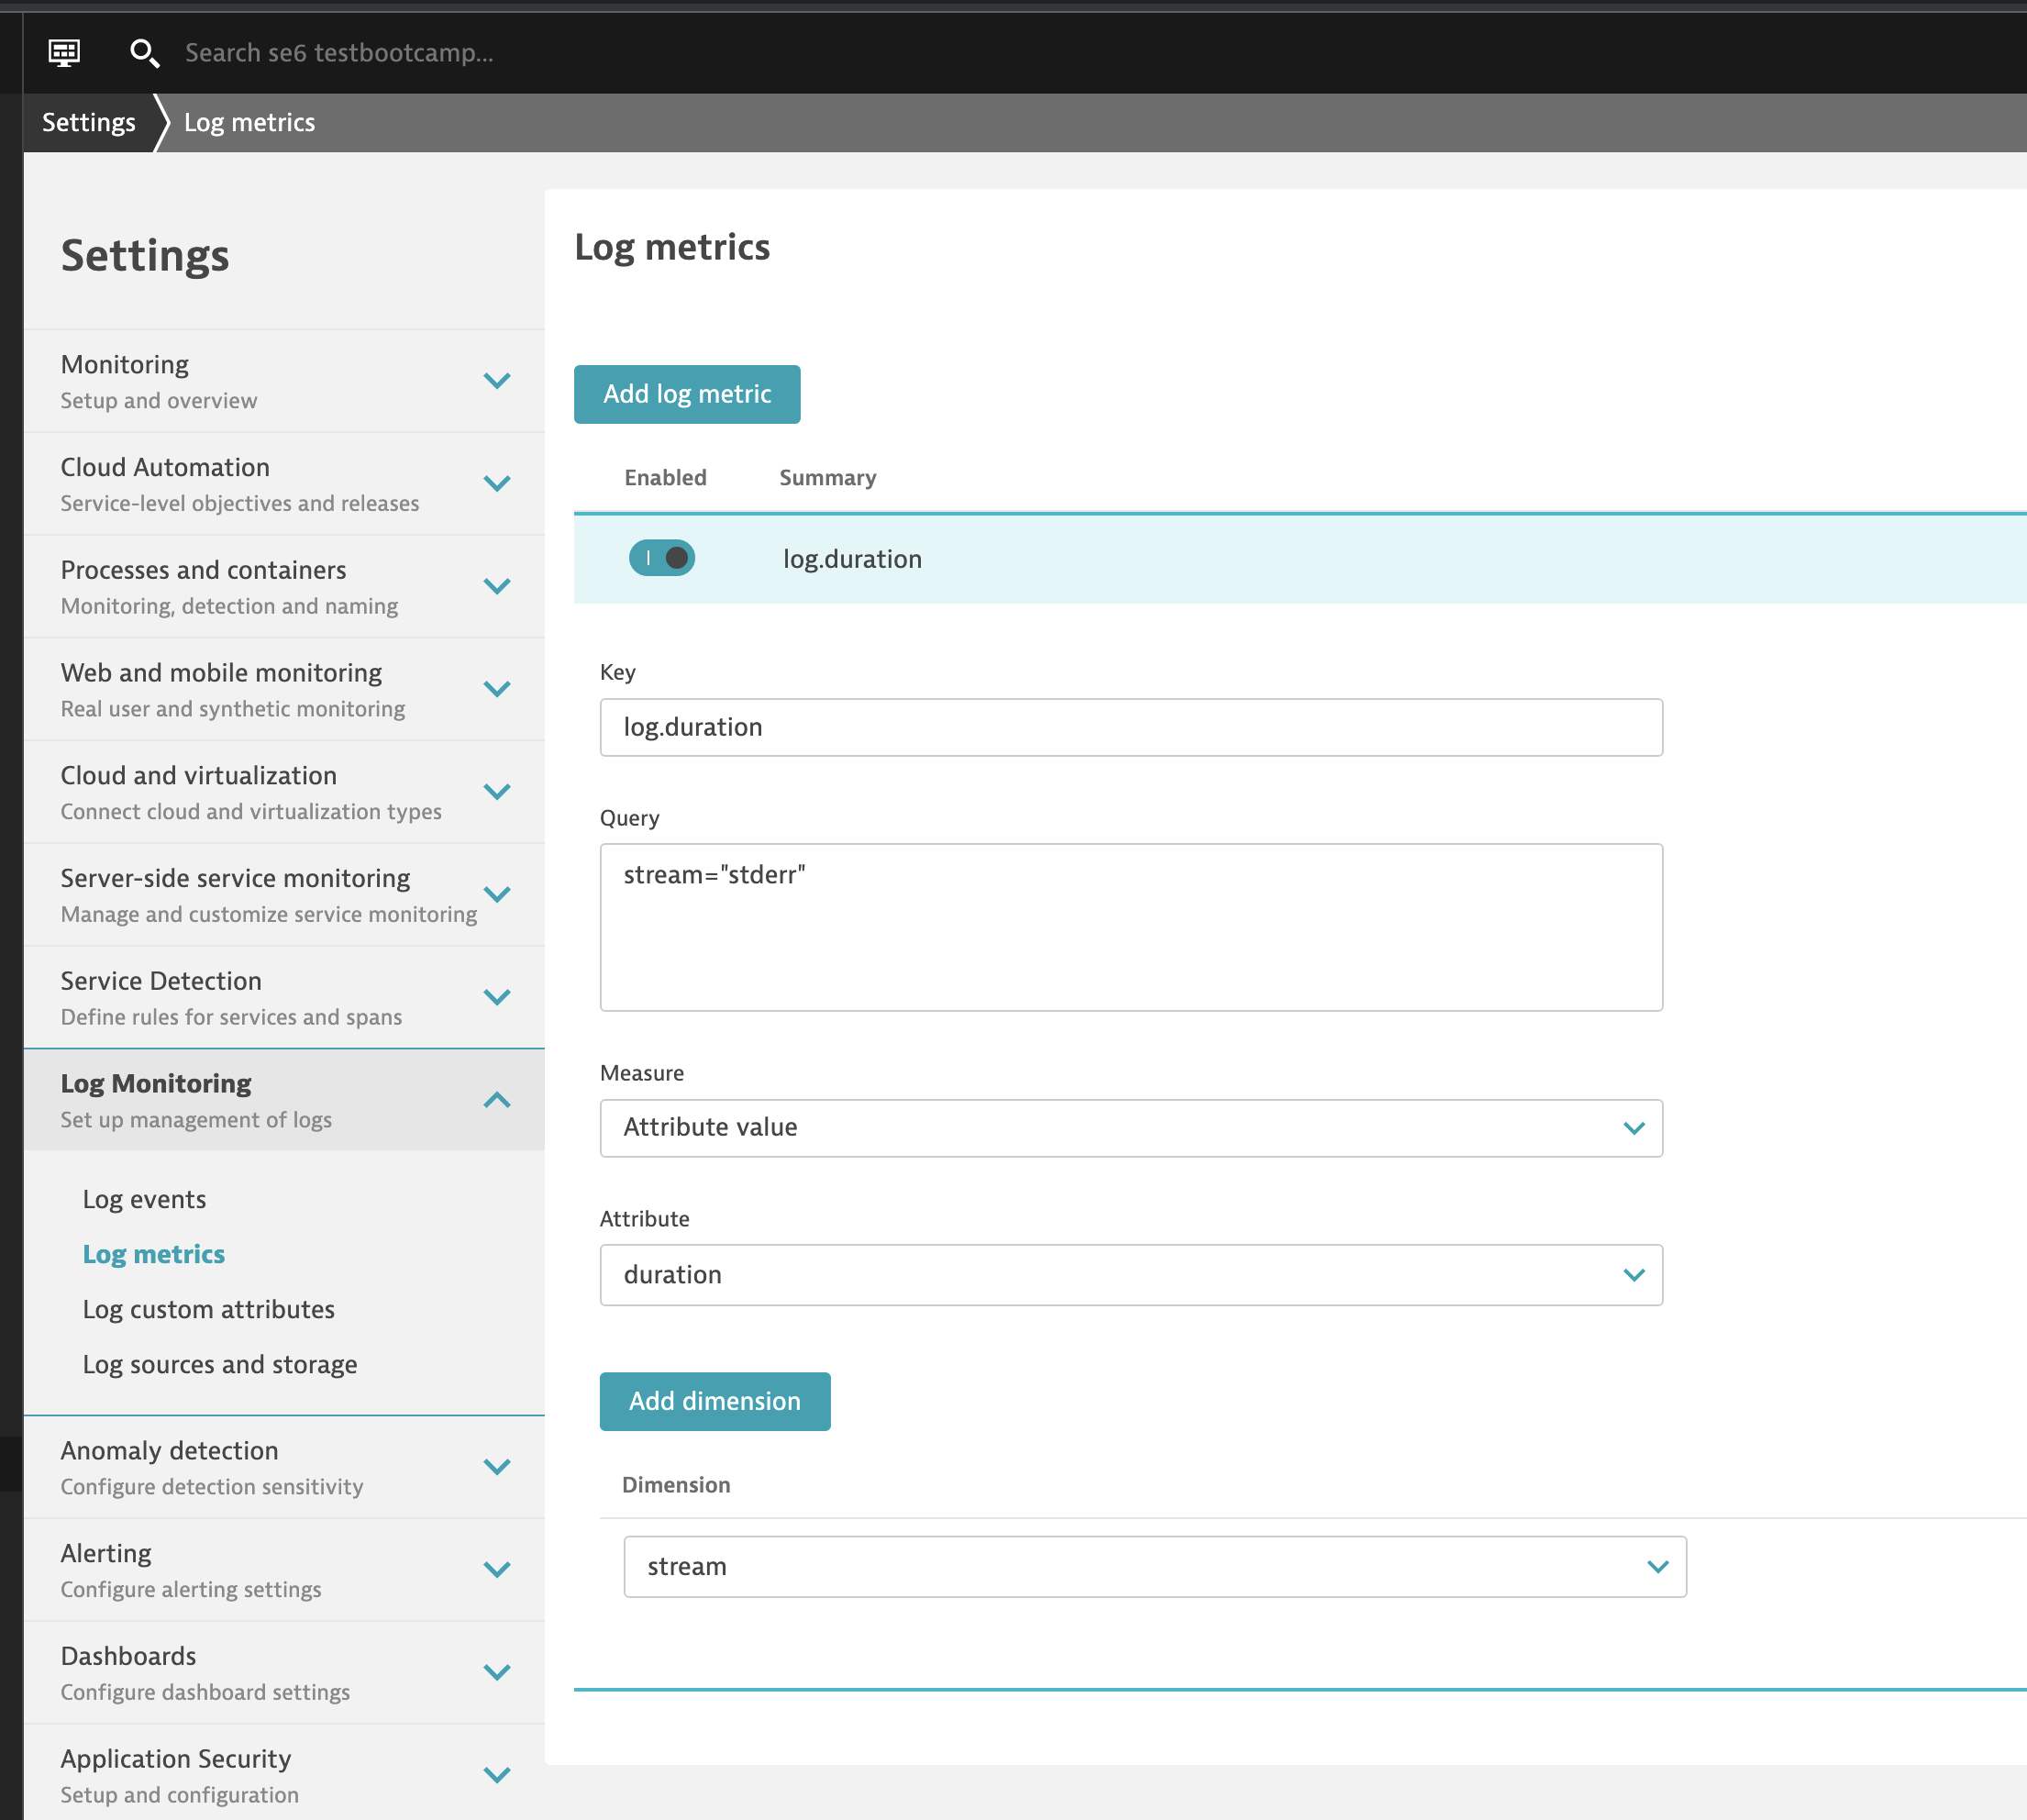 Search se6 testbootcamp...
Settings
Log metrics
Settings
Monitoring
Setup and overview
Cloud Automation
Service-level objectives and releases
Processes and containers
Monitoring, detection and naming
Web and mobile monitoring
Real user and synthetic monitoring
Cloud and virtualization
Connect cloud and virtualization types
Server-side service monitoring
Manage and customize service monitoring
Service Detection
Define rules for services and spans
Log Monitoring
Set up management of logs
Log events
Log metrics
Log custom attributes
Log sources and storage
Anomaly detection
Configure detection sensitivity
Alerting
Configure alerting settings
Dashboards
Configure dashboard settings
Application Security
Setup and configuration
Log metrics
Add log metric
Enabled Summary
log.duration
Key
log.duration
Query
stream="stderr"
Measure
Attribute value
Attribute
duration
Add dimension
Dimension
stream